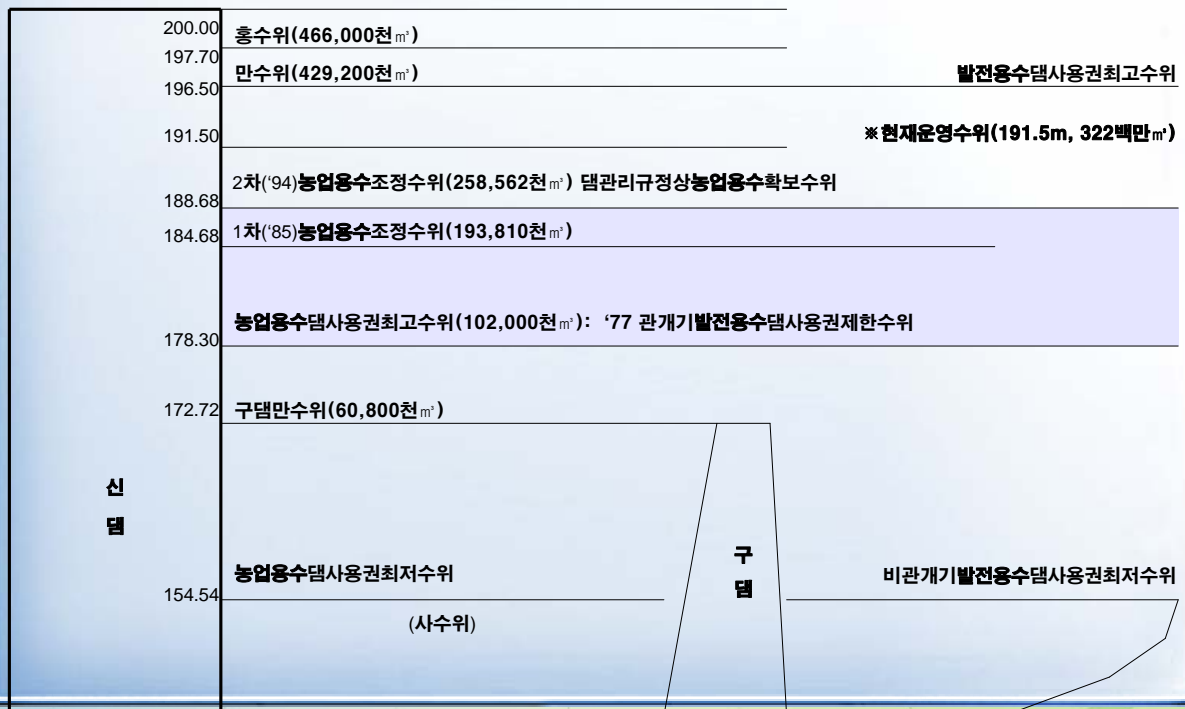 200.00
홍수위(466,000천㎥)
197.70
만수위(429,200천㎥)
발전용수댐사용권최고수위
196.50
※현재운영수위(191.5m, 322백만㎥)
191.50
2차(‘94)농업용수조정수위(258,562천㎥) 댐관리규정상농업용수확보수위
188.68
1차(‘85)농업용수조정수위(193,810천㎥)
184.68
농업용수댐사용권최고수위(102,000천㎥): ‘77 관개기발전용수댐사용권제한수위
178.30
172.72
구댐만수위(60,800천㎥)
신
댐
구
댐
농업용수댐사용권최저수위
비관개기발전용수댐사용권최저수위
154.54
(사수위)